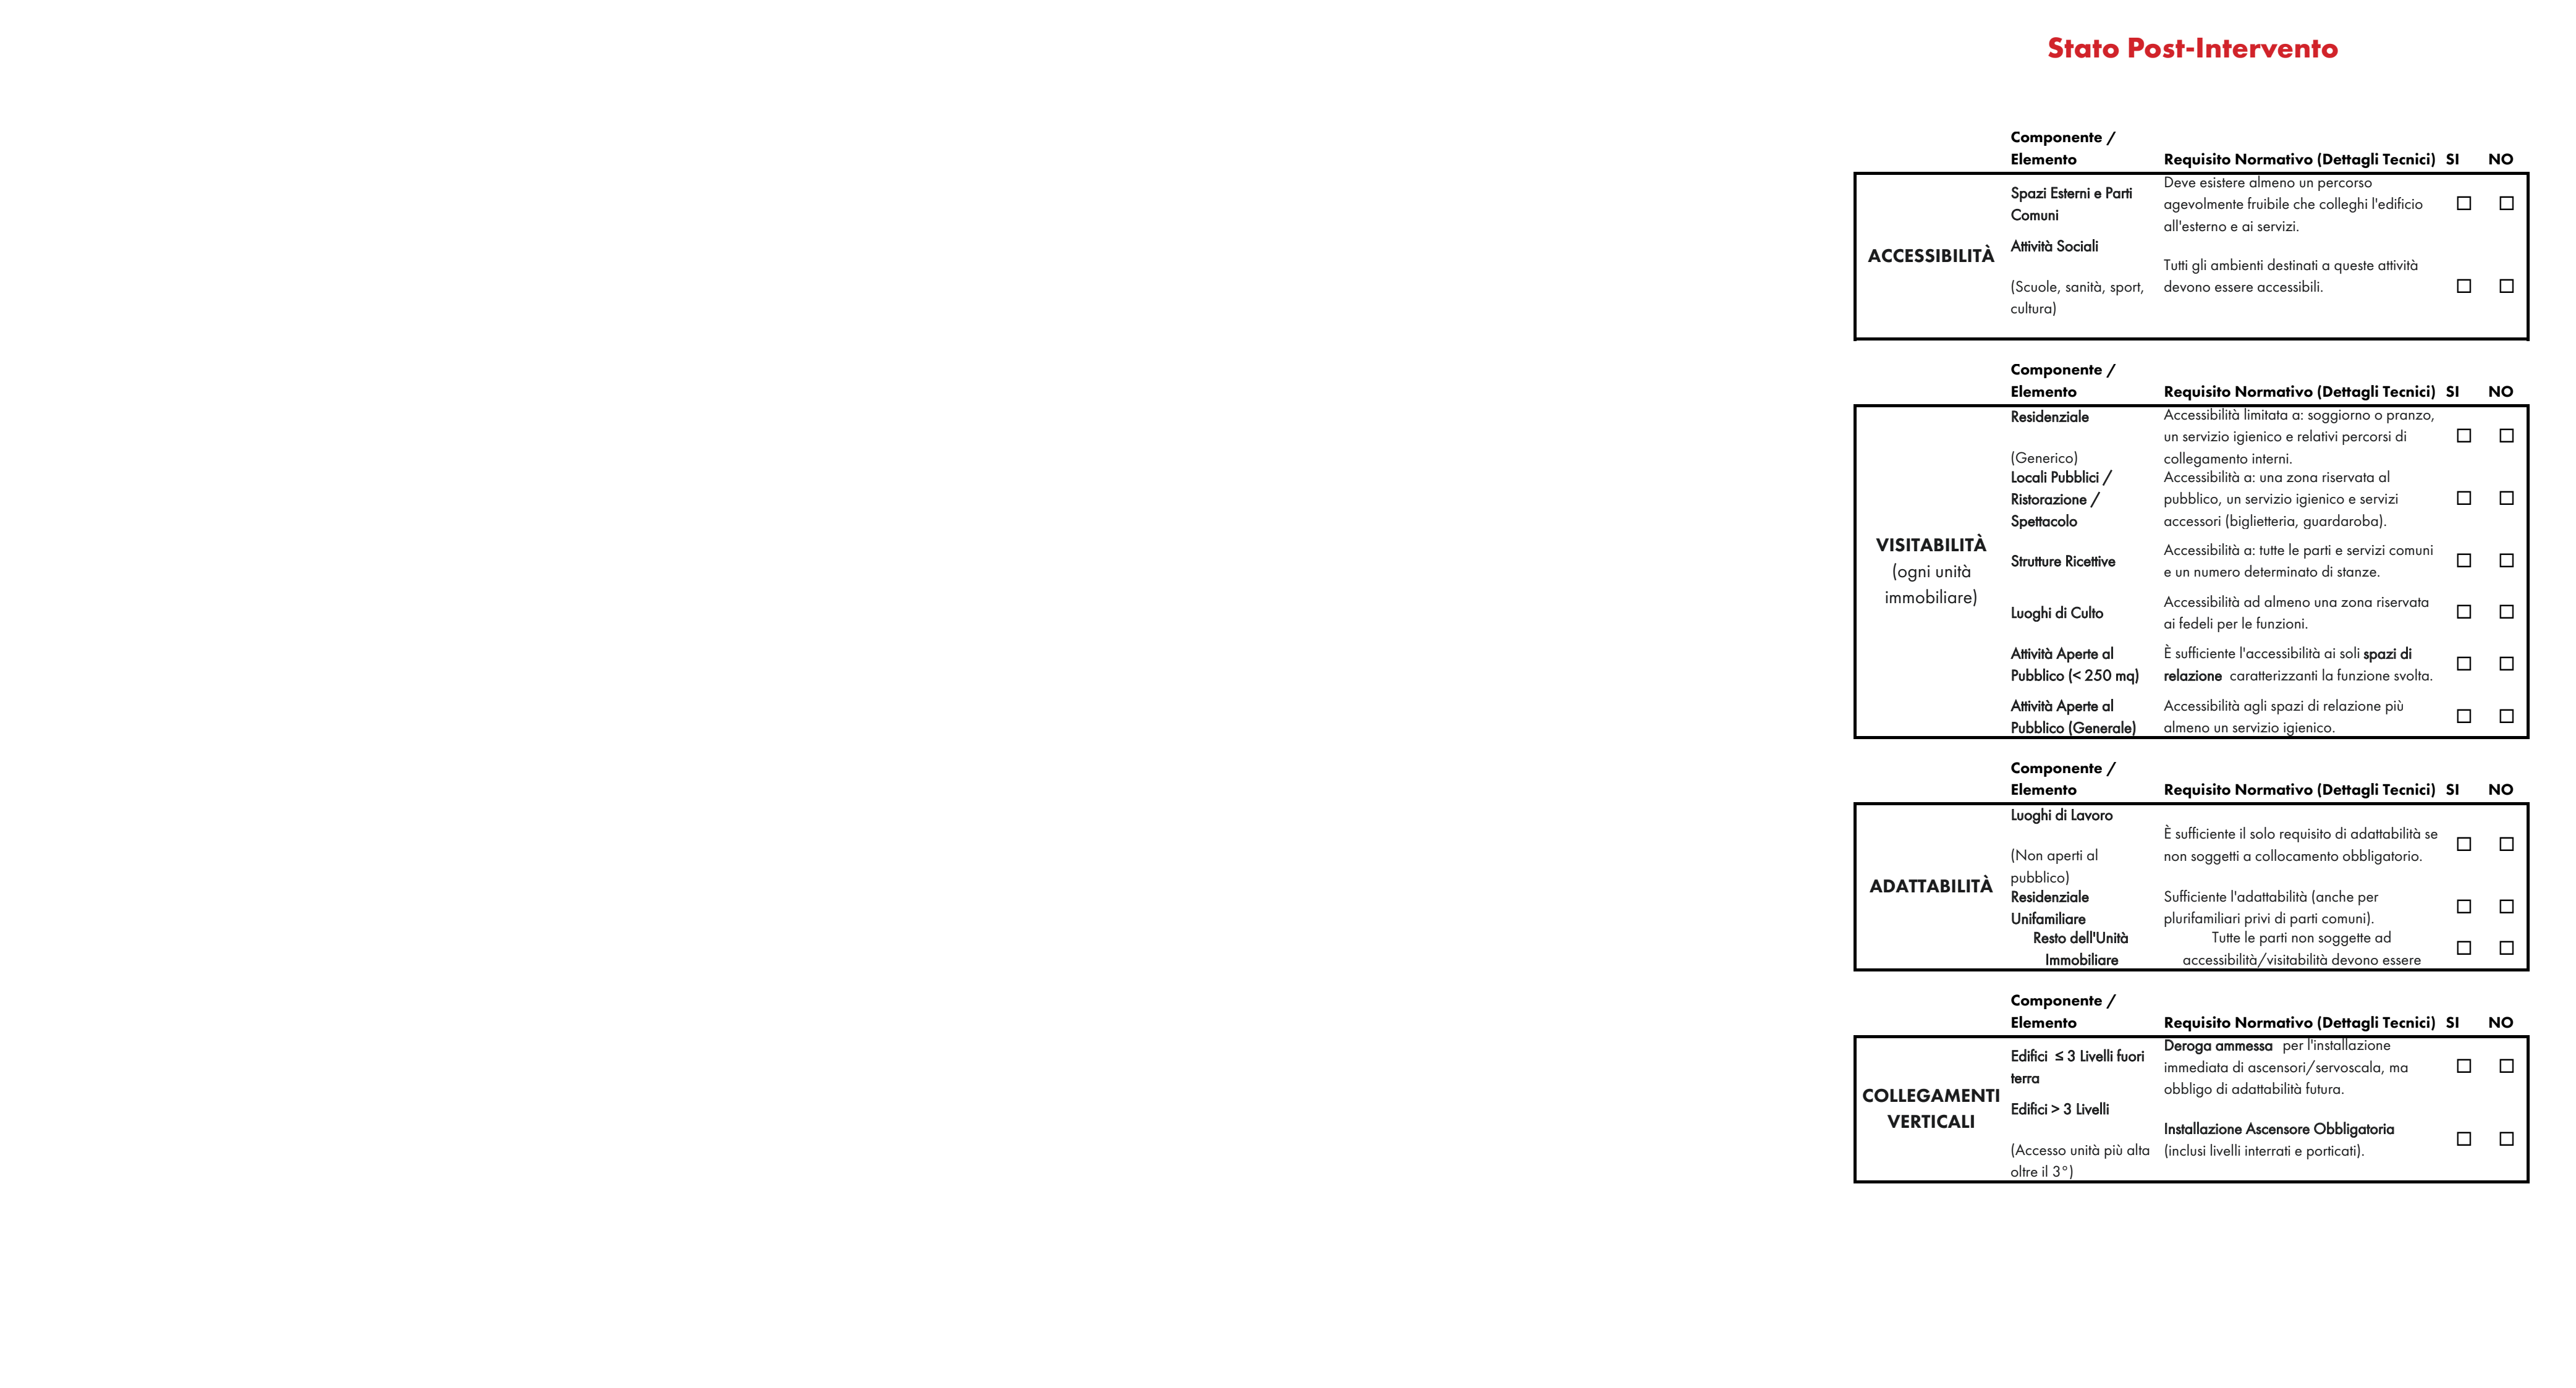 Stato Post-Intervento
Componente /
Elemento
Requisito Normativo (Dettagli Tecnici) SI NO
ACCESSIBILITÀ
Spazi Esterni e Parti
Comuni
Deve esistere almeno un percorso
agevolmente fruibile che colleghi l'edificio
all'esterno e ai servizi.
☐ ☐
Attività Sociali
(Scuole, sanità, sport,
cultura)
Tutti gli ambienti destinati a queste attività
devono essere accessibili.
☐ ☐
Componente /
Elemento
Requisito Normativo (Dettagli Tecnici) SI NO
VISITABILITÀ
(ogni unità
immobiliare)
Residenziale
(Generico)
Accessibilità limitata a: soggiorno o pranzo,
un servizio igienico e relativi percorsi di
collegamento interni.
☐ ☐
Locali Pubblici /
Ristorazione /
Spettacolo
Accessibilità a: una zona riservata al
pubblico, un servizio igienico e servizi
accessori (biglietteria, guardaroba).
☐ ☐
Strutture Ricettive
Accessibilità a: tutte le parti e servizi comuni
e un numero determinato di stanze.
☐ ☐
Luoghi di Culto
Accessibilità ad almeno una zona riservata
ai fedeli per le funzioni.
☐ ☐
Attività Aperte al
Pubblico (< 250 mq)
È sufficiente l'accessibilità ai soli spazi di
relazione caratterizzanti la funzione svolta.
☐ ☐
Attività Aperte al
Pubblico (Generale)
Accessibilità agli spazi di relazione più
almeno un servizio igienico.
☐ ☐
Componente /
Elemento
Requisito Normativo (Dettagli Tecnici) SI NO
ADATTABILITÀ
Luoghi di Lavoro
(Non aperti al
pubblico)
È sufficiente il solo requisito di adattabilità se
non soggetti a collocamento obbligatorio.
☐ ☐
Residenziale
Unifamiliare
Sufficiente l'adattabilità (anche per
plurifamiliari privi di parti comuni).
☐ ☐
Resto dell'Unità
Immobiliare
Tutte le parti non soggette ad
accessibilità/visitabilità devono essere
☐ ☐
Componente /
Elemento
Requisito Normativo (Dettagli Tecnici) SI NO
COLLEGAMENTI
VERTICALI
Edifici ≤ 3 Livelli fuori
terra
Deroga ammessa per l'installazione
immediata di ascensori/servoscala, ma
obbligo di adattabilità futura.
☐ ☐
Edifici > 3 Livelli
(Accesso unità più alta
oltre il 3°)
Installazione Ascensore Obbligatoria
(inclusi livelli interrati e porticati).
☐ ☐